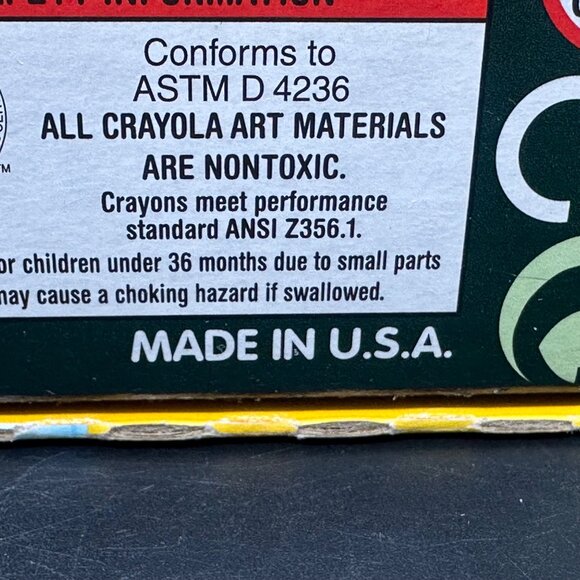 INFORMATION
Conforms to
ASTM D 4236
ALL CRAYOLA ART MATERIALS
ARE NONTOXIC.
Crayons meet performance
standard ANSI Z356.1.
children under 36 months due to small parts
may cause a choking hazard if swallowed.
MADE IN U.S.A.